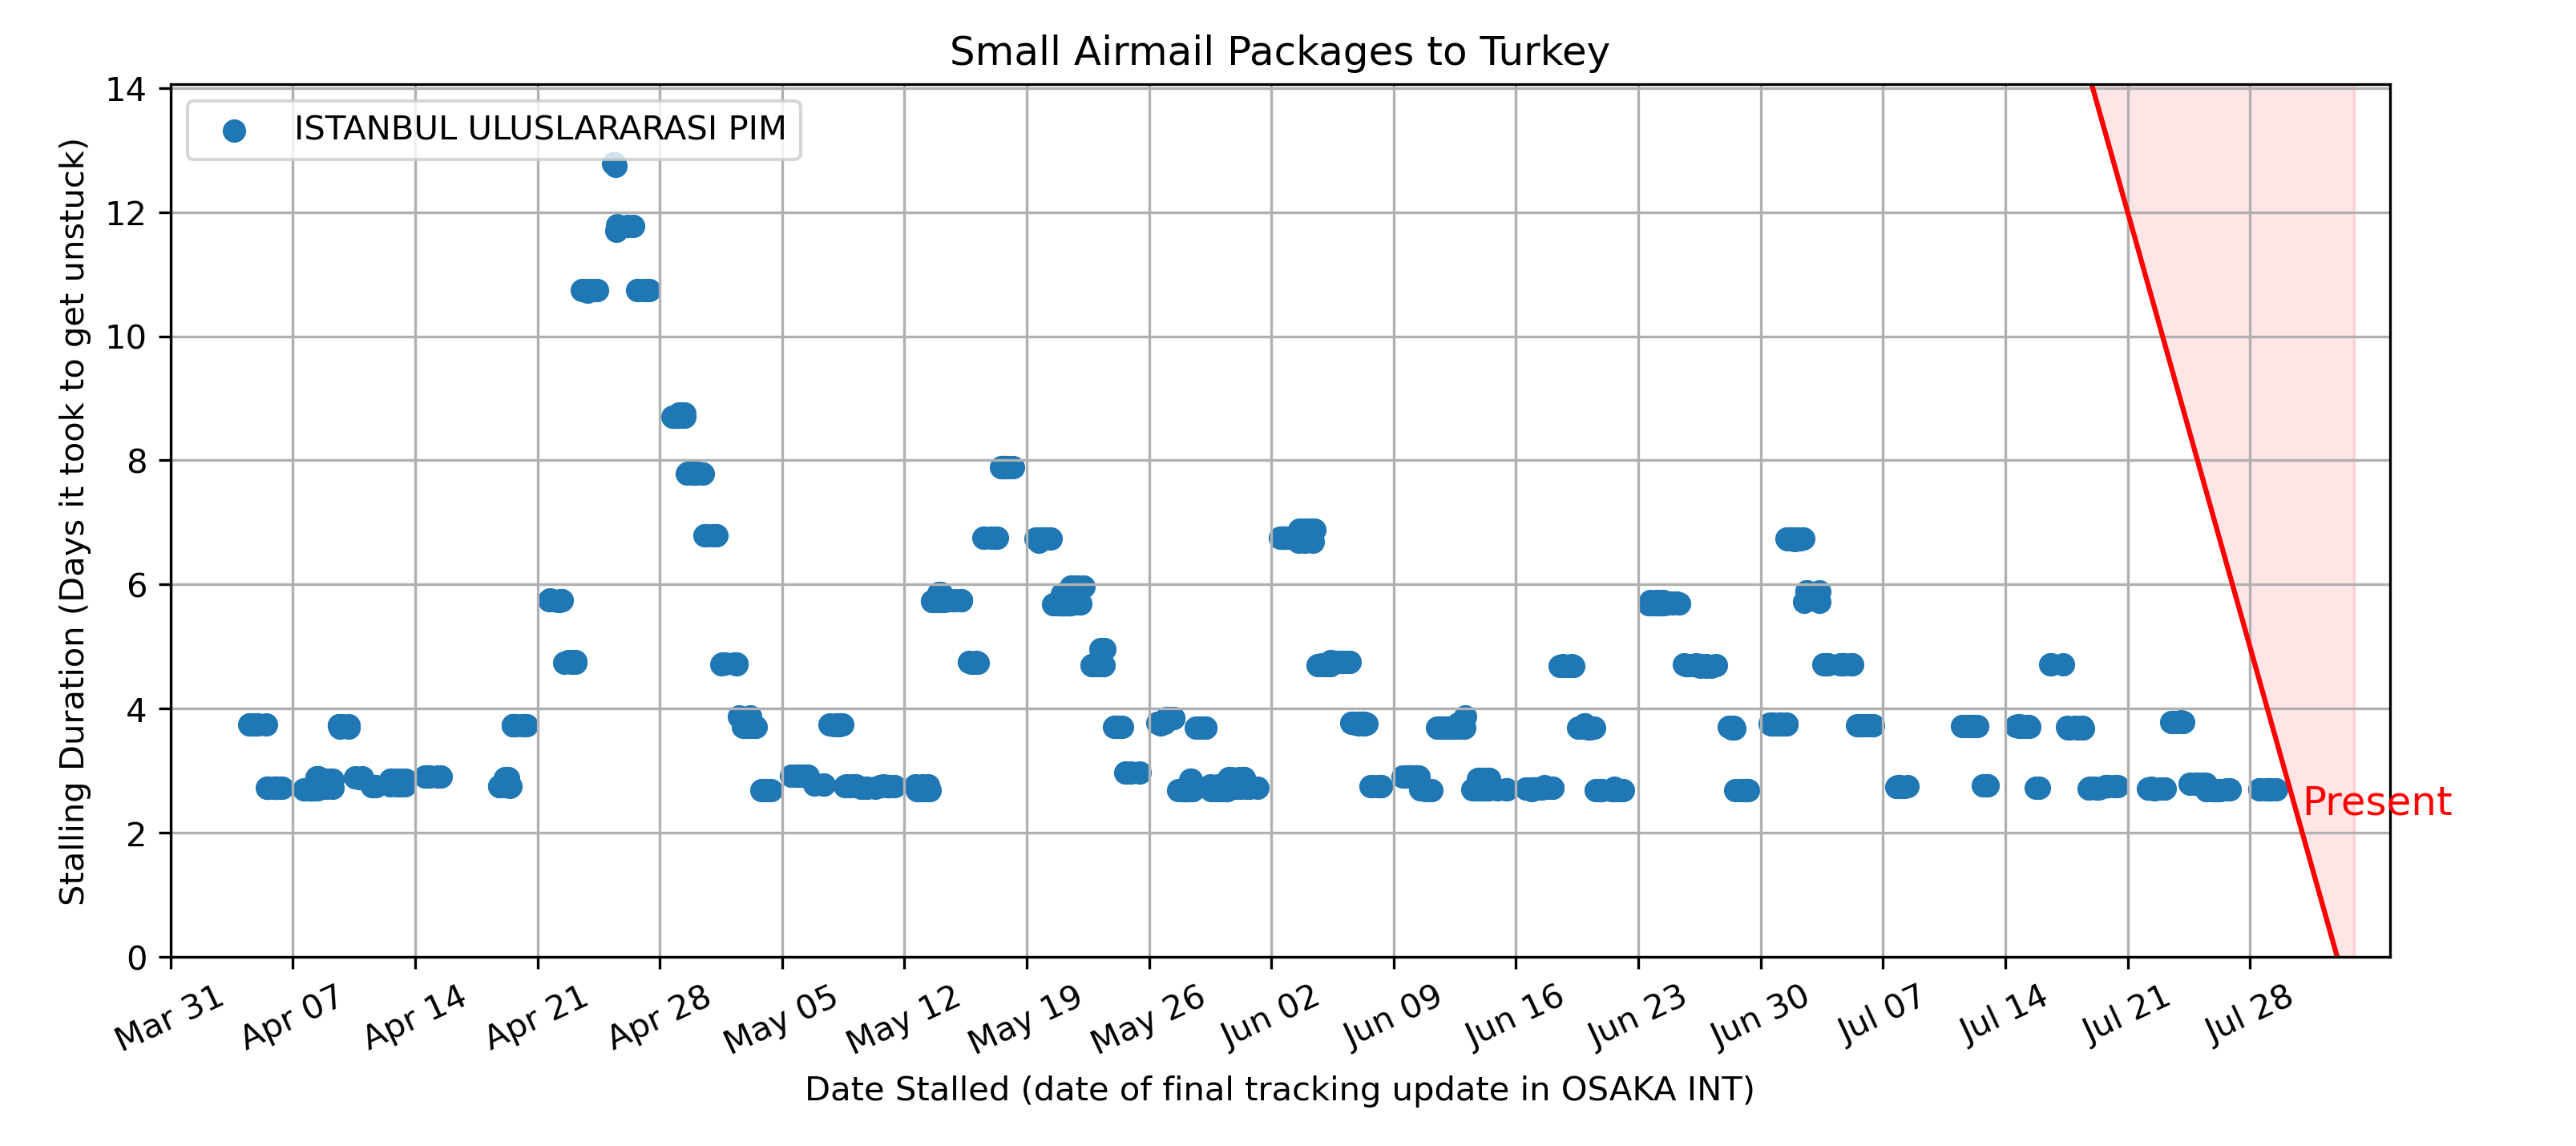 Small Airmail Packages to Turkey
ISTANBUL ULUSLARARASI PIM
Stalling Duration (Days it took to get unstuck)
14
12
10
8
6
4
2
0
Present
Mar 31
Apr 07
Apr 14
Apr 21
Apr 28
May 05
May 12
May 19
May 26
Jun 02
Jun 09
Jun 16
Jun 23
Jun 30
Jul 07
Jul 14
Jul 21
Jul 28
Date Stalled (date of final tracking update in OSAKA INT)